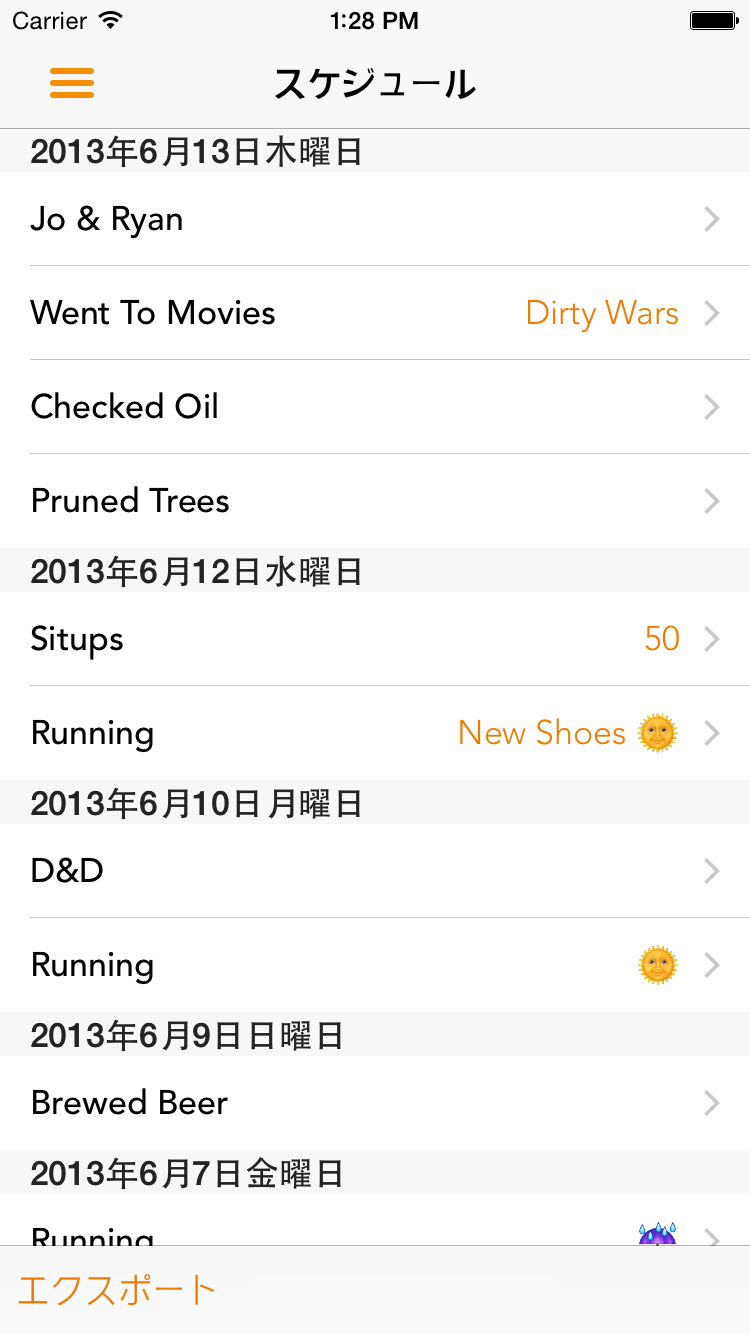 Carrier 1:28 PM
スケジュール
2013年6月13日木曜日
Jo & Ryan
Went To Movies Dirty Wars
Checked Oil
Pruned Trees
2013年6月12日水曜日
Situps 50
Running New Shoes 🌞
2013年6月10日月曜日
D&D
Running 🌞
2013年6月9日日曜日
Brewed Beer
2013年6月7日金曜日
Running ☔
エクスポート